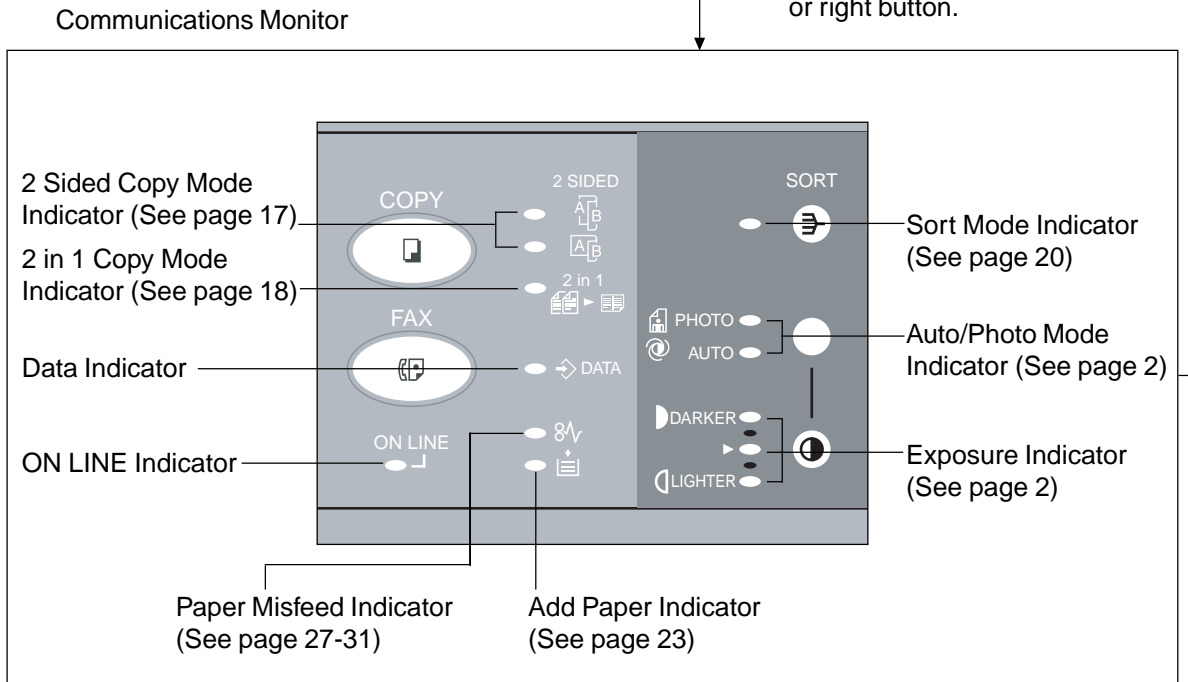 Communications Monitor
or right button.
2 Sided Copy Mode
Indicator (See page 17)
2 in 1 Copy Mode
Indicator (See page 18)
Data Indicator
ON LINE Indicator
COPY
FAX
ON LINE
2 SIDED
A B
A B
2 in 1
DATA
SORT
PHOTO
AUTO
DARKER
LIGHTER
Sort Mode Indicator
(See page 20)
Auto/Photo Mode
Indicator (See page 2)
Exposure Indicator
(See page 2)
Paper Misfeed Indicator
(See page 27-31)
Add Paper Indicator
(See page 23)